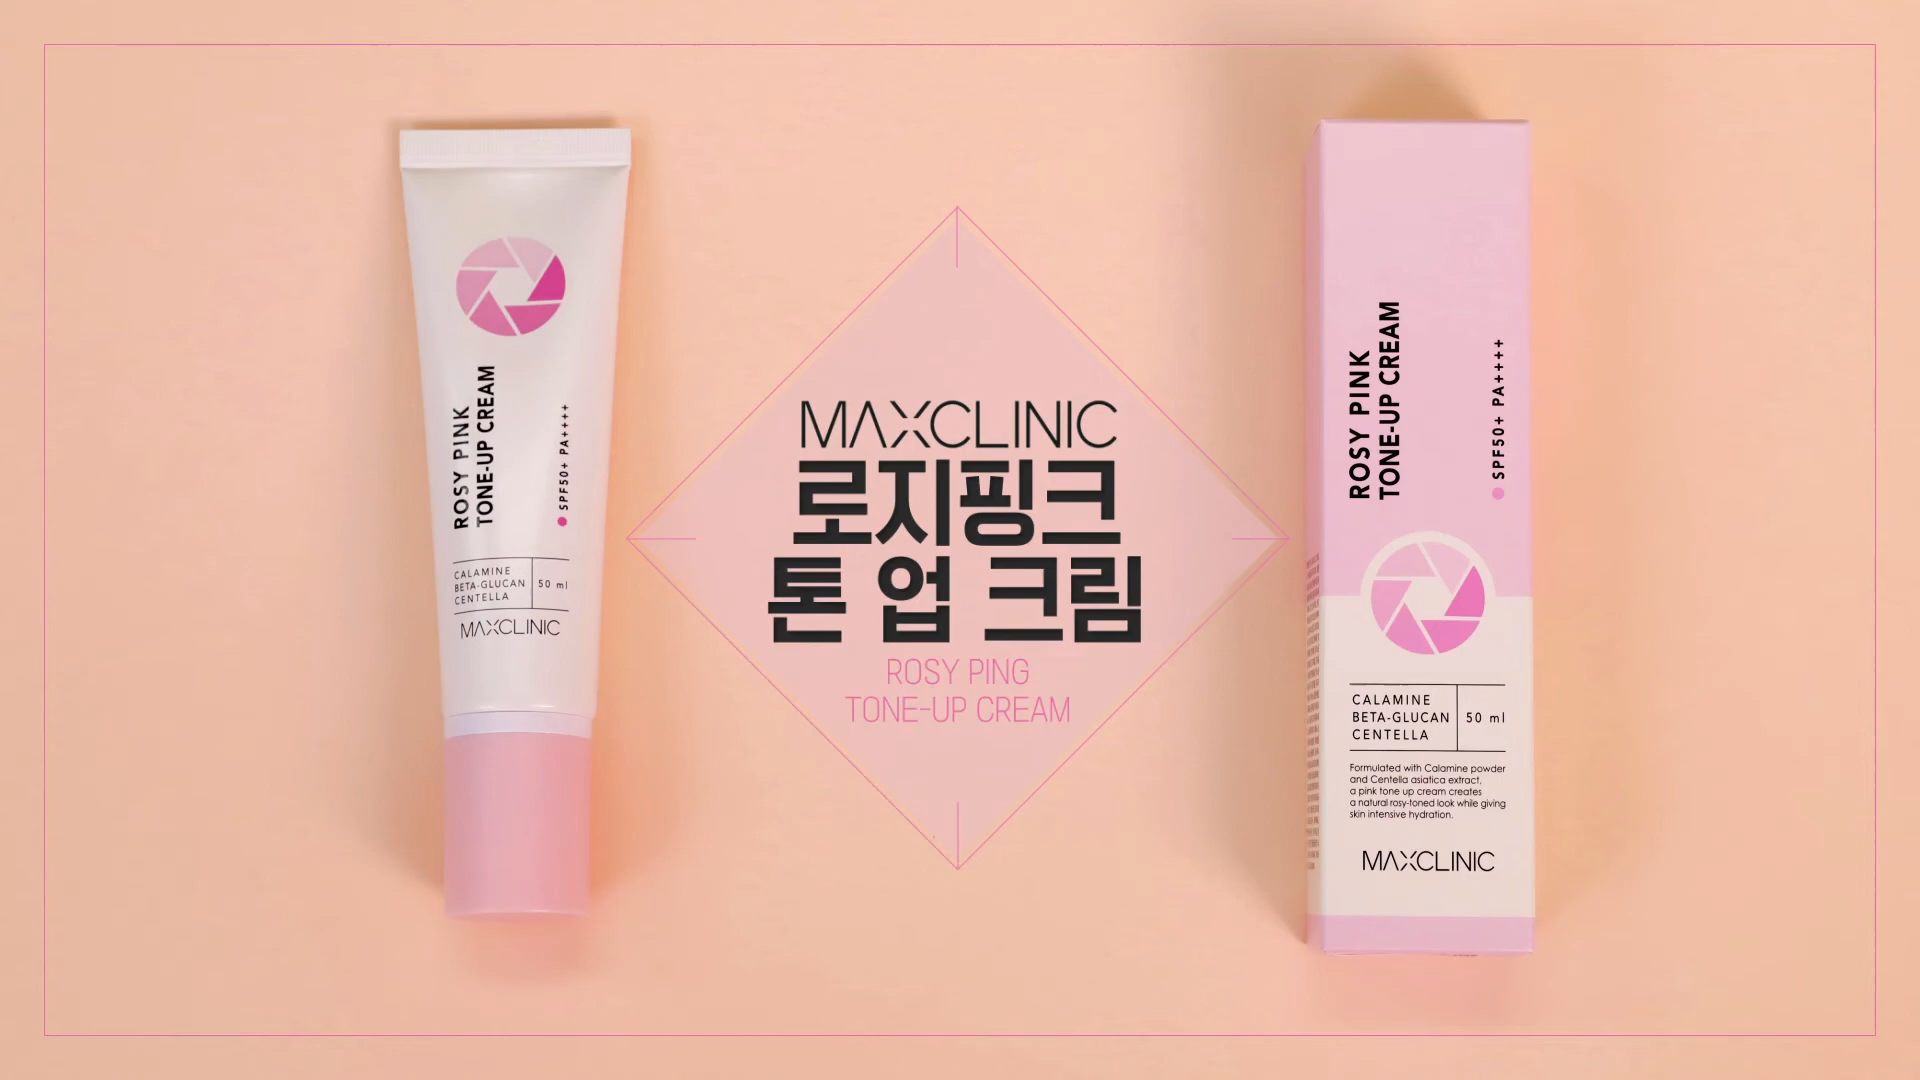 ROSY PINK
TONE-UP CREAM
SPF50+ PA++++
CALAMINE
BETA-GLUCAN
CENTELLA
50 ml
MAXCLINIC
MAXCLINIC
로지핑크
톤 업 크림
ROSY PING
TONE-UP CREAM
ROSY PINK
TONE-UP CREAM
SPF50+ PA++++
CALAMINE
BETA-GLUCAN
CENTELLA
50 ml
Formulated with Calamine powder
and Centella asiatica extract,
a pink tone up cream creates
a natural rosy-toned look while giving
skin intensive hydration.
MAXCLINIC